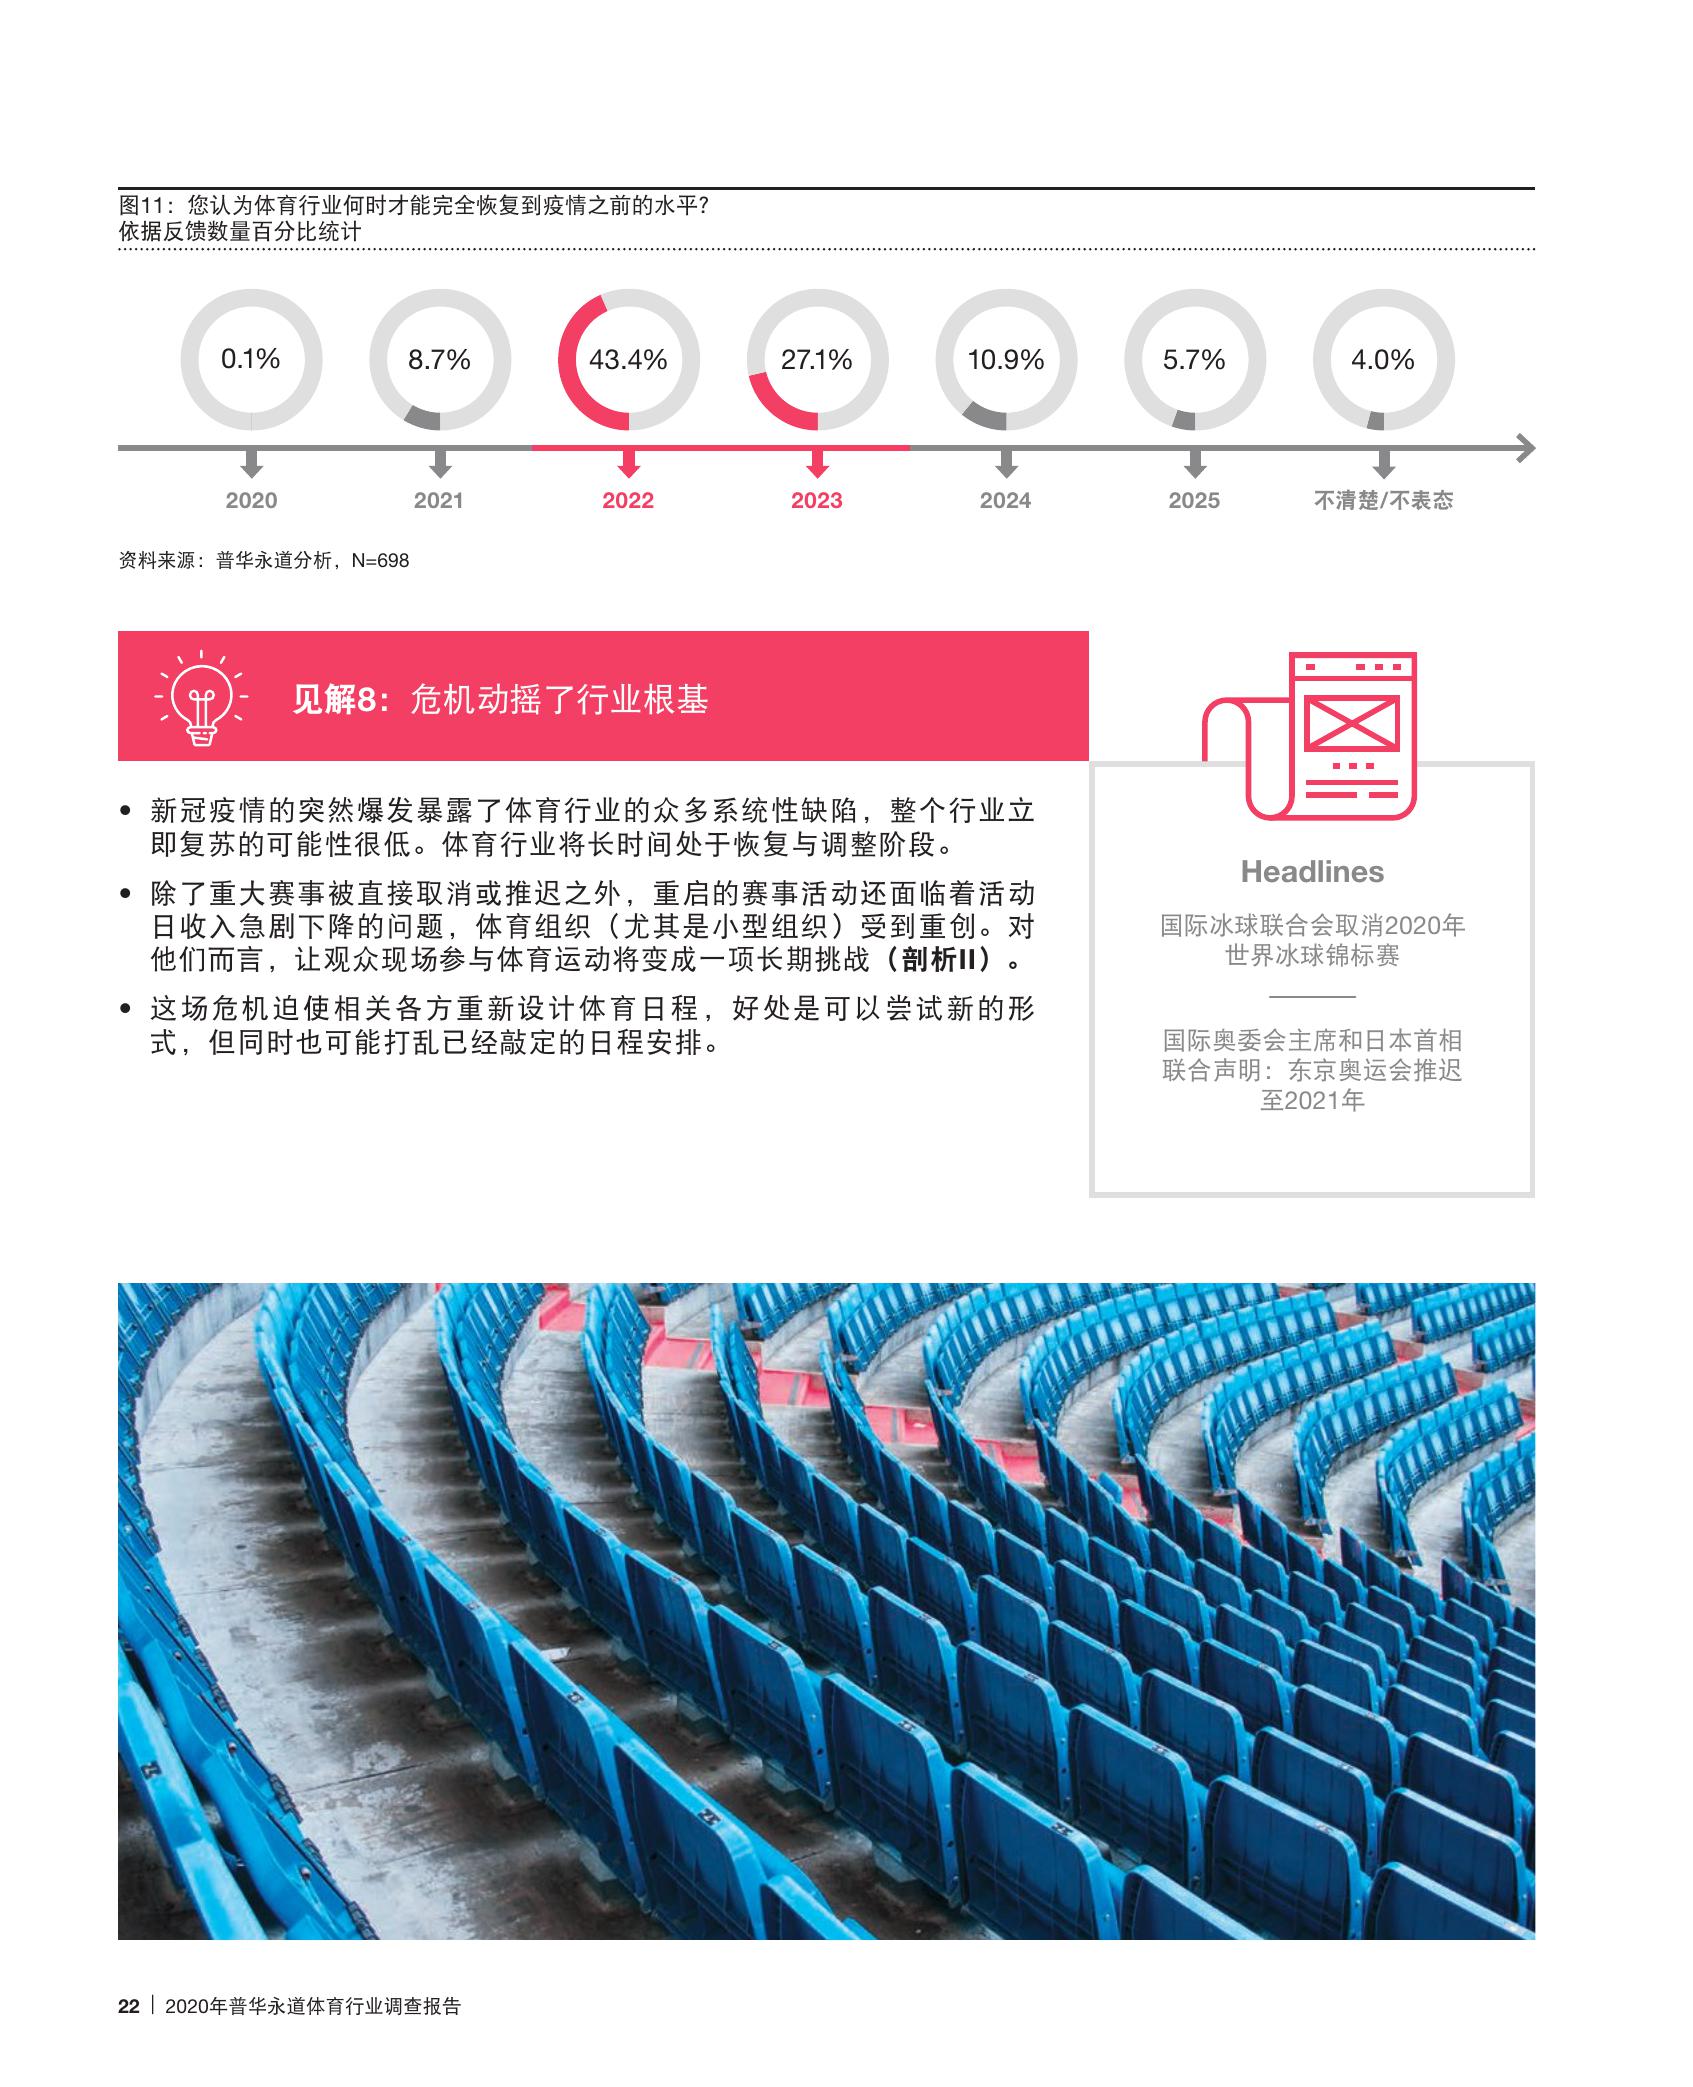 图11：您认为体育行业何时才能完全恢复到疫情之前的水平？
依据反馈数量百分比统计
0.1%
8.7%
43.4%
27.1%
10.9%
5.7%
4.0%
2020
2021
2022
2023
2024
2025
不清楚/不表态
资料来源：普华永道分析，N=698
见解8：危机动摇了行业根基
• 新冠疫情的突然爆发暴露了体育行业的众多系统性缺陷，整个行业立
即复苏的可能性很低。体育行业将长时间处于恢复与调整阶段。
• 除了重大赛事被直接取消或推迟之外，重启的赛事活动还面临着活动
日收入急剧下降的问题，体育组织（尤其是小型组织）受到重创。对
他们而言，让观众现场参与体育运动将变成一项长期挑战（剖析II）。
• 这场危机迫使相关各方重新设计体育日程，好处是可以尝试新的形
式，但同时也可能打乱已经敲定的日程安排。
Headlines
国际冰球联合会取消2020年
世界冰球锦标赛
国际奥委会主席和日本首相
联合声明：东京奥运会推迟
至2021年
22 | 2020年普华永道体育行业调查报告